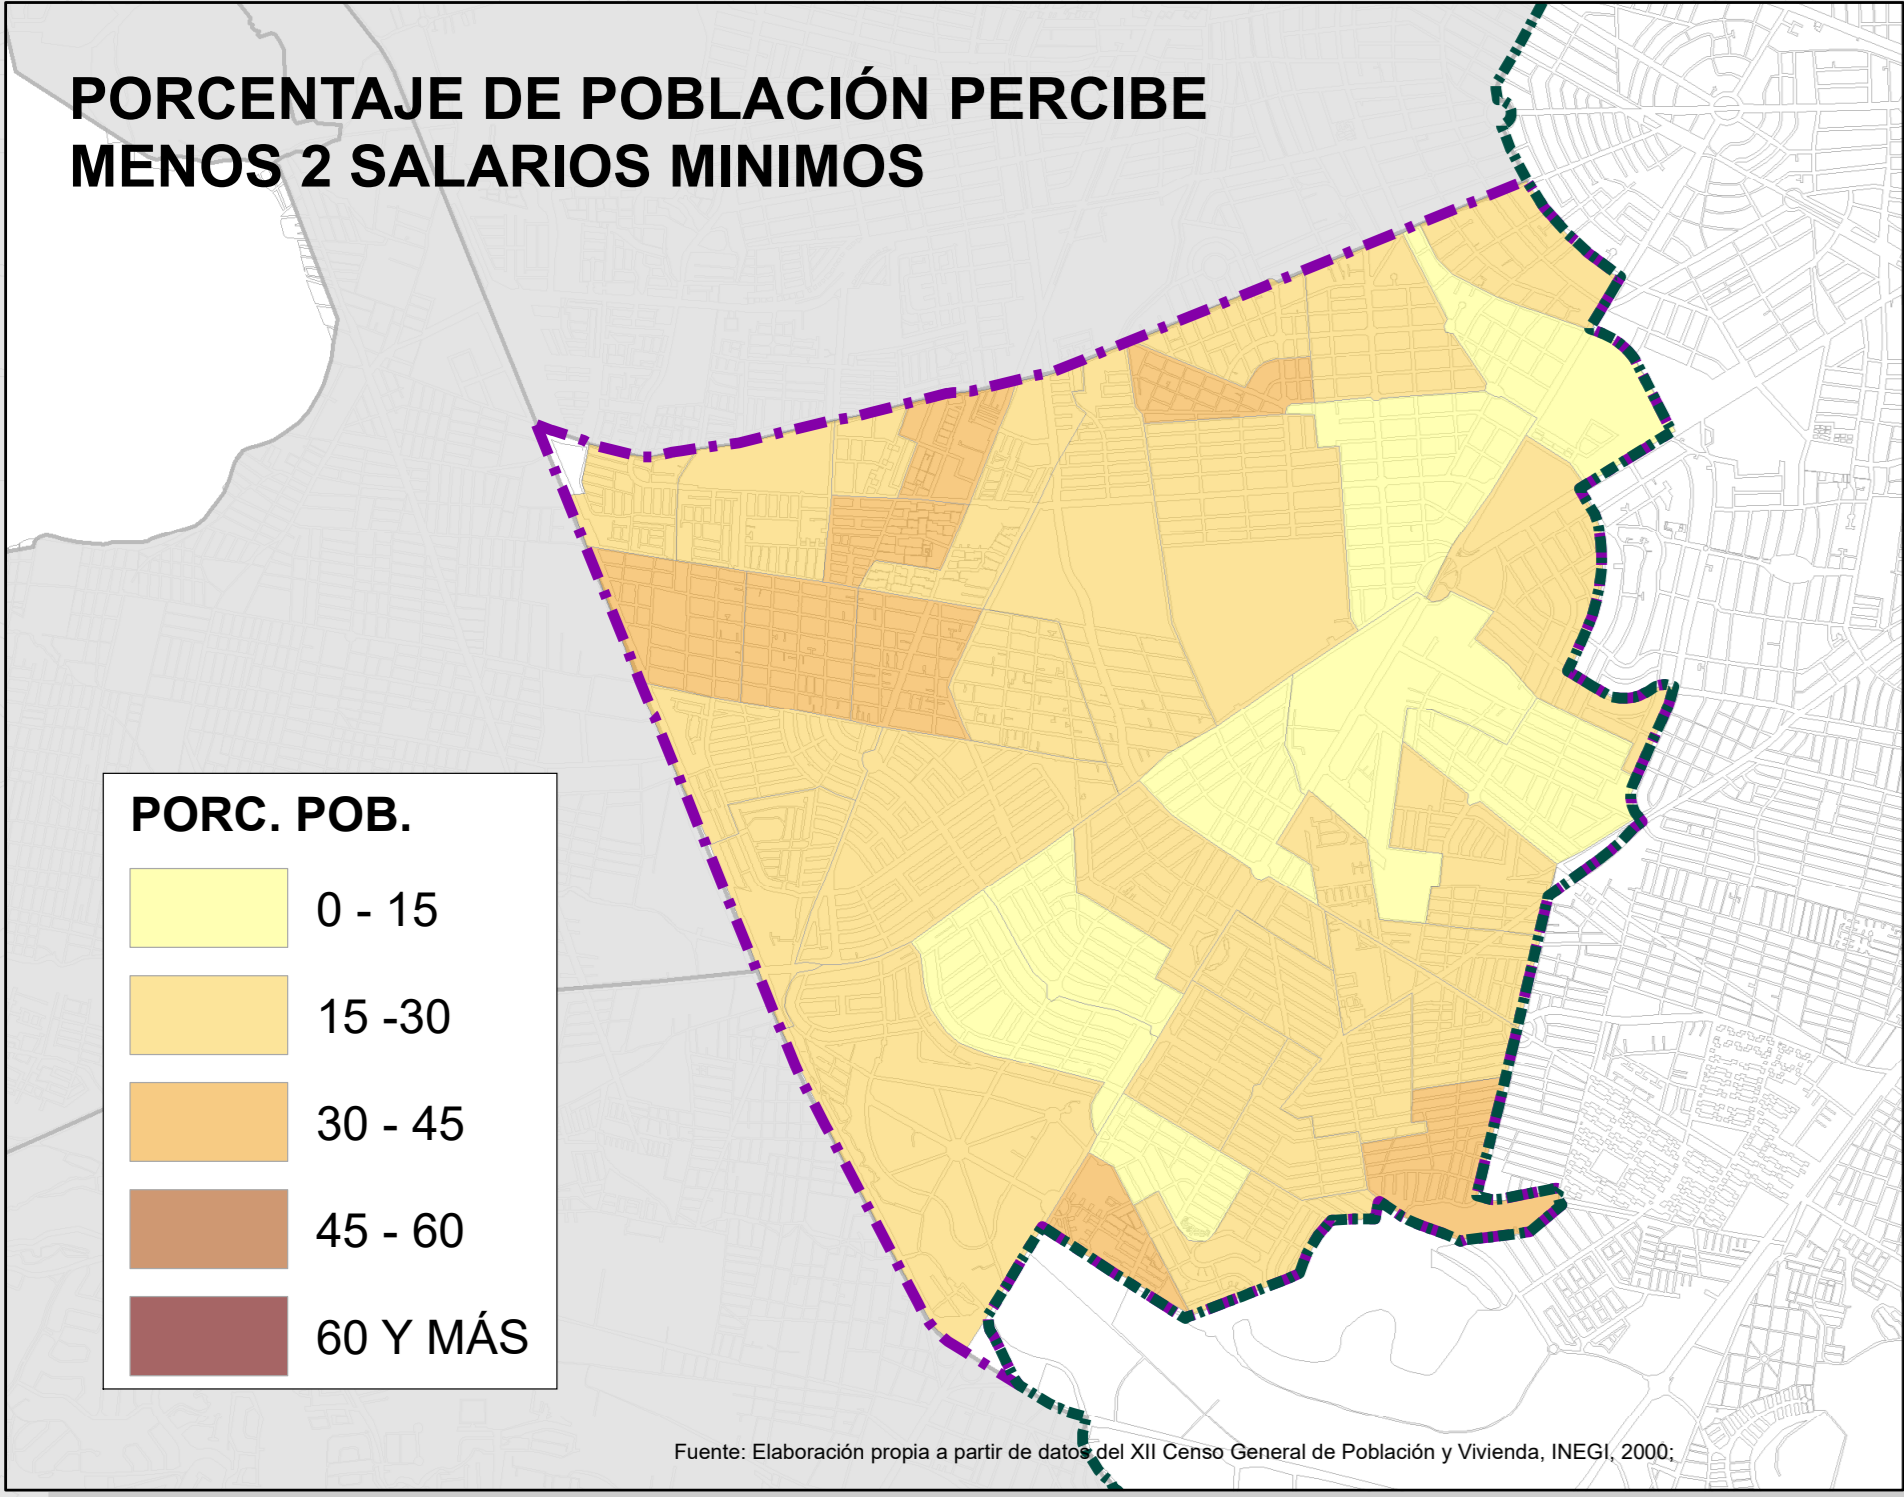 PORCENTAJE DE POBLACIÓN PERCIBE
MENOS 2 SALARIOS MINIMOS
PORC. POB.
0 - 15
15 -30
30 - 45
45 - 60
60 Y MÁS
Fuente: Elaboración propia a partir de datos del XII Censo General de Población y Vivienda, INEGI, 2000;